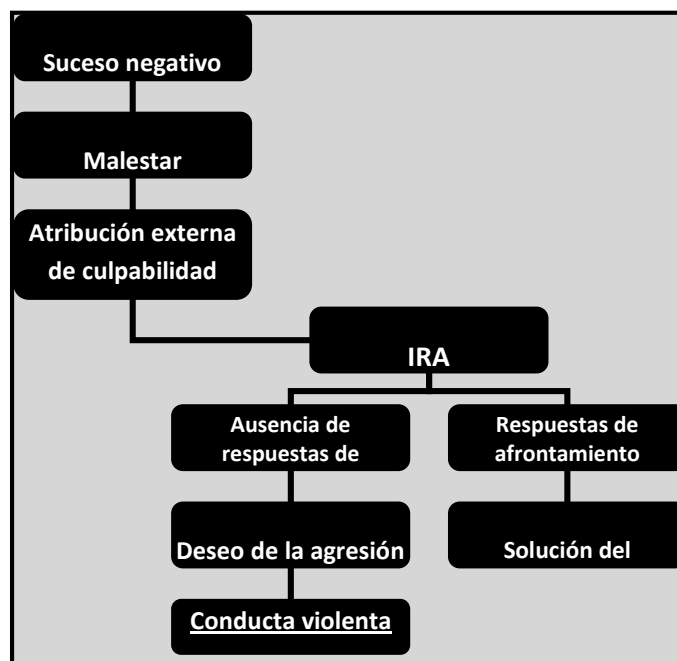 Suceso negativo
Malestar
Atribución externa
de culpabilidad
IRA
Ausencia de
respuestas de
Respuestas de
afrontamiento
Deseo de la agresión
Solución del
Conducta violenta